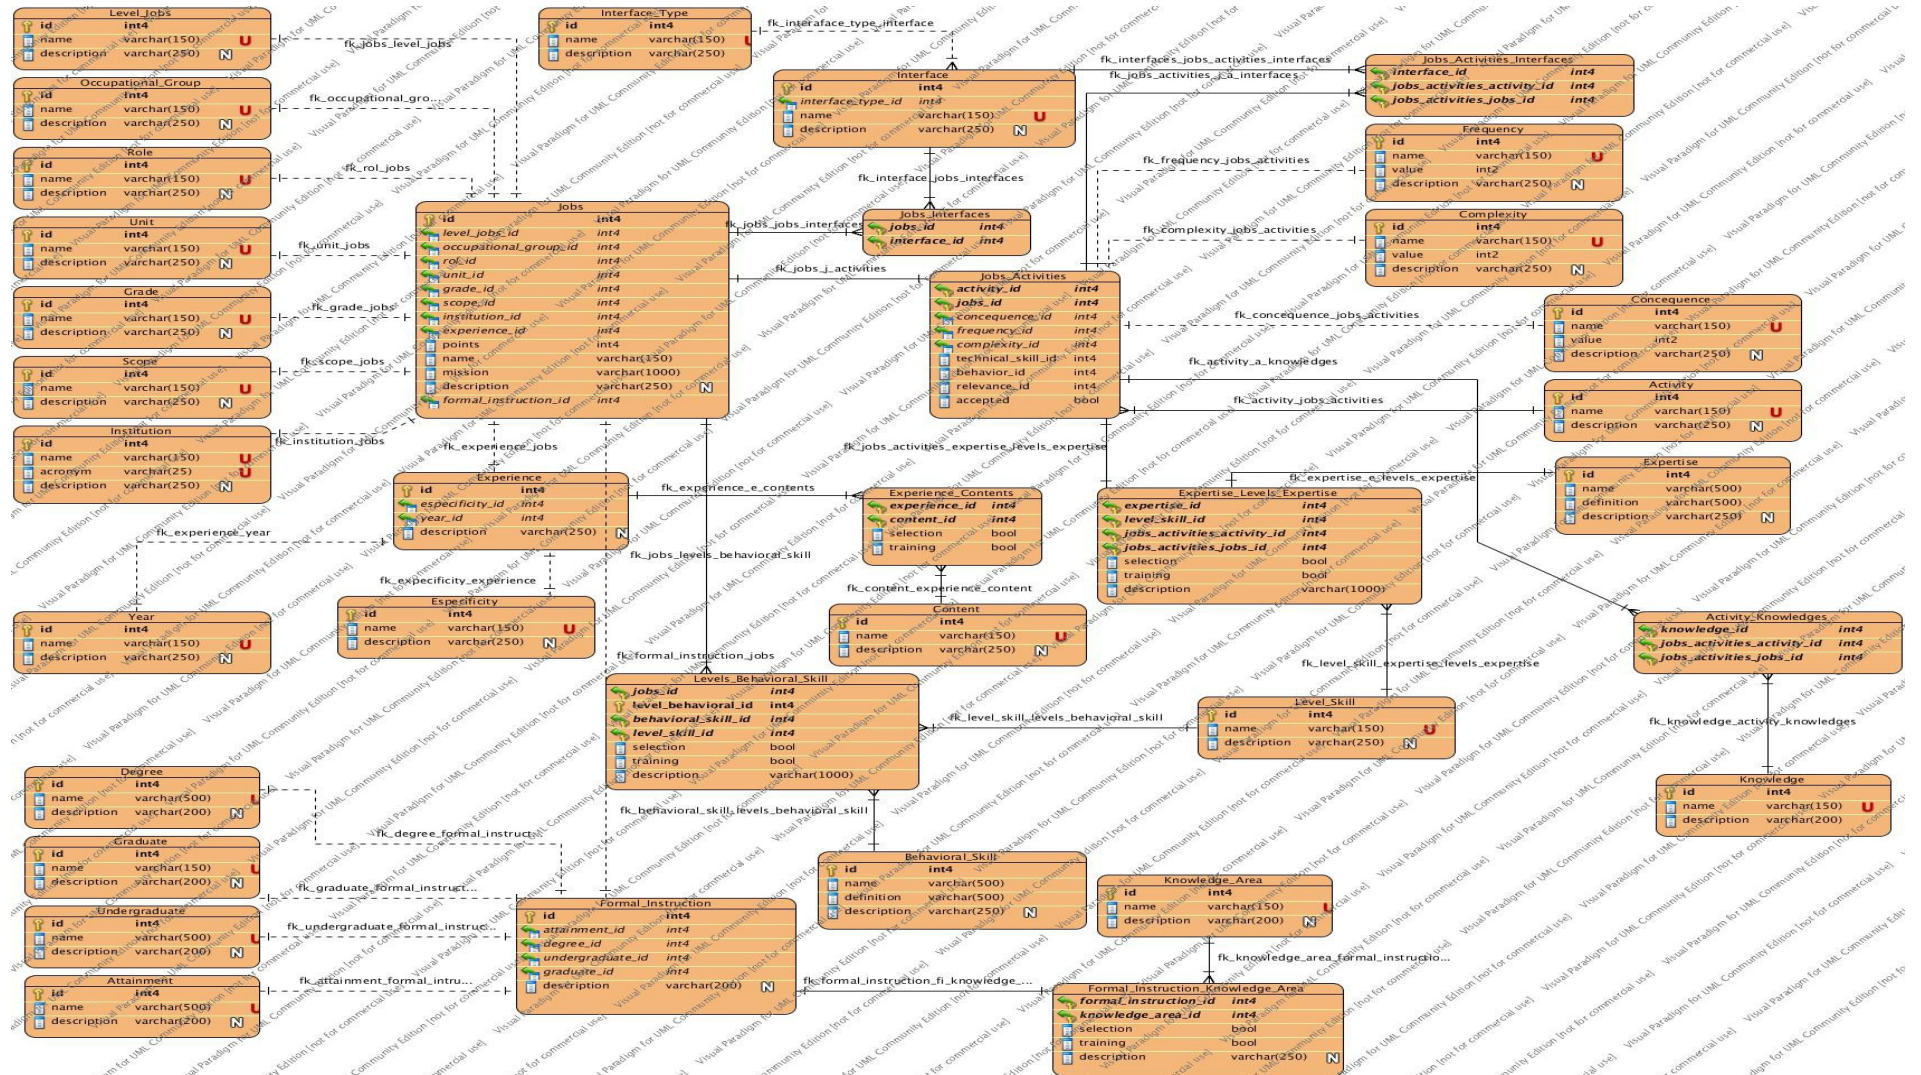 Level_Jobs
id int4
name varchar(150) U
description varchar(250) N
Occupational_Group
id int4
name varchar(150) U
description varchar(250) N
Role
id int4
name varchar(150) U
description varchar(250) N
Unit
id int4
name varchar(150) U
description varchar(250) N
Grade
id int4
name varchar(150) U
description varchar(250) N
Scope
id int4
name varchar(150) U
description varchar(250) N
Institution
id int4
name varchar(150) U
acronym varchar(25) U
description varchar(250) N
fk_jobs_level_jobs
fk_occupational_gro...
fk_rol_jobs
fk_unit_jobs
fk_grade_jobs
fk_scope_jobs
fk_institution_jobs
Interface_Type
id int4
name varchar(150) U
description varchar(250)
fk_interaface_type_interface
Interface
id int4
interface_type_id int4
name varchar(150) U
description varchar(250) N
fk_interfaces_jobs_activities_interfaces
fk_jobs_activities_j_a_interfaces
Jobs_Activities_Interfaces
interface_id int4
jobs_activities_activity_id int4
jobs_activities_jobs_id int4
Frequency
id int4
name varchar(150) U
value int2
description varchar(250) N
fk_frequency_jobs_activities
fk_interface_jobs_interfaces
Complexity
id int4
name varchar(150) U
value int2
description varchar(250) N
fk_complexity_jobs_activities
Jobs
id int4
level_jobs_id int4
occupational_group_id int4
rol_id int4
unit_id int4
grade_id int4
scope_id int4
institution_id int4
experience_id int4
points int4
name varchar(150)
mission varchar(1000)
description varchar(250) N
formal_instruction_id int4
fk_jobs_jobs_interfaces
Jobs_Interfaces
jobs_id int4
interface_id int4
fk_jobs_j_activities
Jobs_Activities
activity_id int4
jobs_id int4
concequence_id int4
frequency_id int4
complexity_id int4
technical_skill_id int4
behavior_id int4
relevance_id int4
accepted bool
Concequence
id int4
name varchar(150) U
value int2
description varchar(250) N
fk_concequence_jobs_activities
fk_activity_a_knowledges
Activity
id int4
name varchar(150) U
description varchar(250) N
fk_activity_jobs_activities
fk_experience_jobs
fk_jobs_activities_expertise_levels_expertise
Experience
id int4
especificity_id int4
year_id int4
description varchar(250) N
fk_experience_e_contents
Experience_Contents
experience_id int4
content_id int4
selection bool
training bool
Expertise_Levels_Expertise
expertise_id int4
level_skill_id int4
jobs_activities_activity_id int4
jobs_activities_jobs_id int4
selection bool
training bool
description varchar(1000)
fk_expertise_e_levels_expertise
Expertise
id int4
name varchar(500)
definition varchar(500)
description varchar(250) N
fk_experience_year
fk_jobs_levels_behavioral_skill
fk_expecificity_experience
fk_content_experience_content
Year
id int4
name varchar(150) U
description varchar(250) N
Especificity
id int4
name varchar(150) U
description varchar(250) N
Content
id int4
name varchar(150) U
description varchar(250) N
Activity_Knowledges
knowledge_id int4
jobs_activities_activity_id int4
jobs_activities_jobs_id int4
fk_formal_instruction_jobs
fk_level_skill_expertise_levels_expertise
Levels_Behavioral_Skill
jobs_id int4
level_behavioral_id int4
behavioral_skill_id int4
level_skill_id int4
selection bool
training bool
description varchar(1000)
fk_level_skill_levels_behavioral_skill
Level_Skill
id int4
name varchar(150) U
description varchar(250) N
fk_knowledge_activity_knowledges
Knowledge
id int4
name varchar(150) U
description varchar(200)
Degree
id int4
name varchar(500)
description varchar(200) N
Graduate
id int4
name varchar(150)
description varchar(200) N
Undergraduate
id int4
name varchar(500)
description varchar(200) N
Attainment
id int4
name varchar(500)
description varchar(200) N
fk_behavioral_skill_levels_behavioral_skill
fk_degree_formal_instruct...
fk_graduate_formal_instruct...
fk_undergraduate_formal_instruc...
fk_attainment_formal_intru...
Formal_Instruction
id int4
attainment_id int4
degree_id int4
undergraduate_id int4
graduate_id int4
description varchar(200) N
Behavioral_Skill
id int4
name varchar(500)
definition varchar(500)
description varchar(250) N
Knowledge_Area
id int4
name varchar(150)
description varchar(200) N
fk_knowledge_area_formal_instructio...
fk_formal_instruction_fi_knowledge_...
Formal_Instruction_Knowledge_Area
formal_instruction_id int4
knowledge_area_id int4
selection bool
training bool
description varchar(250) N
Visual Paradigm for UML Community Edition [not for commercial use]